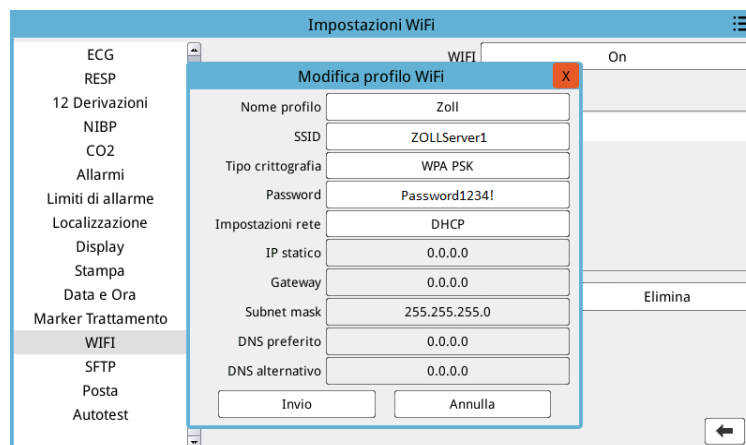 Impostazioni WiFi
ECG
RESP
12 Derivazioni
NIBP
CO2
Allarmi
Limiti di allarme
Localizzazione
Display
Stampa
Data e Ora
Marker Trattamento
WIFI
SFTP
Posta
Autotest
WIFI On
Modifica profilo WiFi X
Nome profilo Zoll
SSID ZOLLServer1
Tipo crittografia WPA PSK
Password Password1234!
Impostazioni rete DHCP
IP statico 0.0.0.0
Gateway 0.0.0.0
Subnet mask 255.255.255.0
DNS preferito 0.0.0.0
DNS alternativo 0.0.0.0
Invio Annulla
Elimina